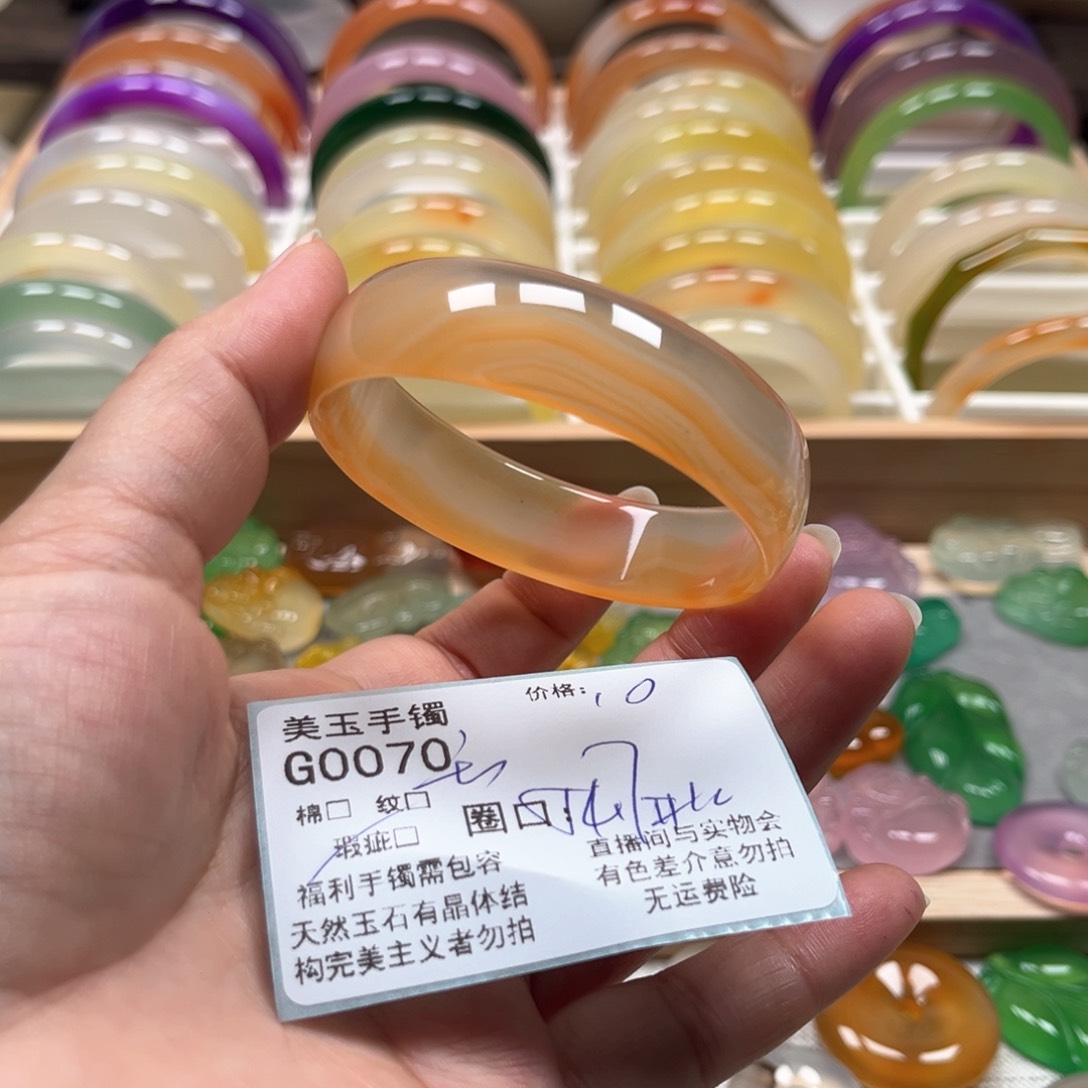 美玉手镯
价格: 10
G0070
棉□ 纹□
瑕疵□
圈口:
福利手镯需包容
天然玉石有晶体结
构完美主义者勿拍
直播间与实物会
有色差介意勿拍
无运费险